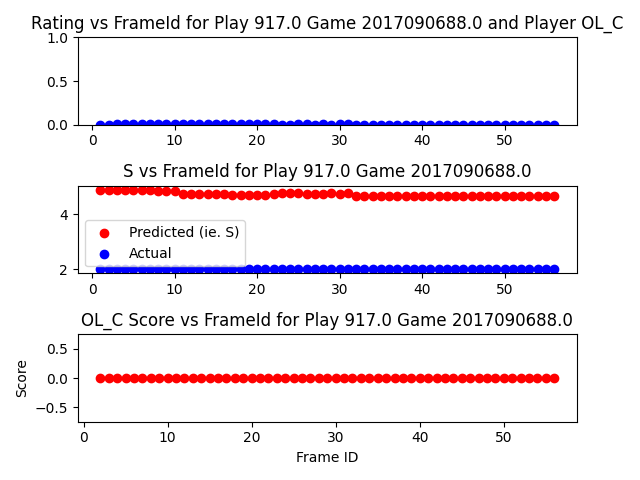 Rating vs FrameId for Play 917.0 Game 2017090688.0 and Player OL_C
1.0
0.5
0.0
0 10 20 30 40 50
S vs FrameId for Play 917.0 Game 2017090688.0
4
Predicted (ie. S)
Actual
2
0 10 20 30 40 50
OL_C Score vs FrameId for Play 917.0 Game 2017090688.0
0.5
0.0
−0.5
Score
0 10 20 30 40 50
Frame ID